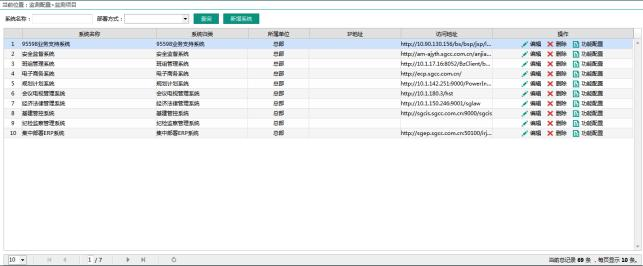 当前位置：监测配置>监测项目
系统名称： 部署方式： 查询 新增系统
系统名称 系统归类 所属单位 IP地址 访问地址 操作
1 95598业务支持系统 95598业务支持系统 总部 http://10.90.130.156/bs/bsp/jsp/l... 编辑 删除 功能配置
2 安全监督系统 安全监督系统 总部 http://am-ajyth.sgcc.com.cn/anjia... 编辑 删除 功能配置
3 班组管理系统 班组管理系统 总部 http://10.1.17.16:8052/BzClient/b... 编辑 删除 功能配置
4 电子商务系统 电子商务系统 总部 http://ecp.sgcc.com.cn/ 编辑 删除 功能配置
5 规划计划系统 规划计划系统 总部 http://10.1.142.251:9000/PowerIn... 编辑 删除 功能配置
6 会议电视管理系统 会议电视管理系统 总部 http://10.1.180.3/hst 编辑 删除 功能配置
7 经济法律管理系统 经济法律管理系统 总部 http://10.1.150.246:9001/sglaw 编辑 删除 功能配置
8 基建管控系统 基建管控系统 总部 http://sgcis.sgcc.com.cn:9000/sgcis 编辑 删除 功能配置
9 纪检监察管理系统 纪检监察管理系统 总部 编辑 删除 功能配置
10 集中部署ERP系统 集中部署ERP系统 总部 http://sgep.sgcc.com.cn:50100/irj... 编辑 删除 功能配置
10 1 / 7 当前总记录 69 条 ，每页显示 10 条。